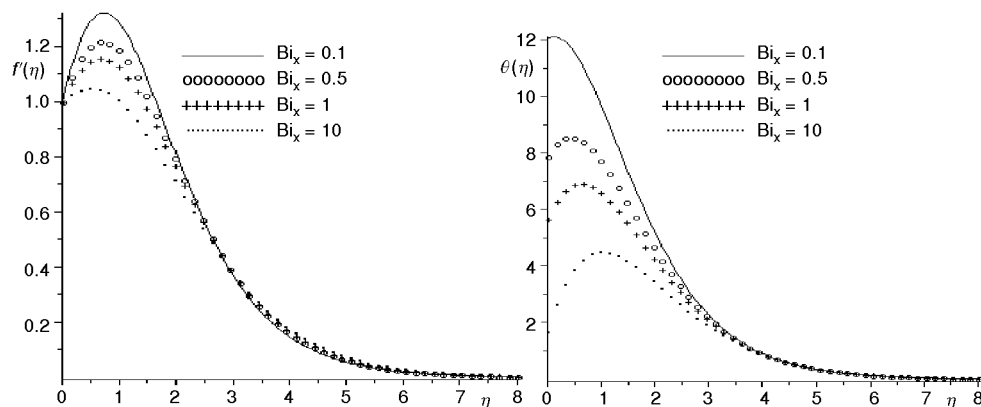 f′(η)
1.2
1.0
0.8
0.6
0.4
0.2
0 1 2 3 4 5 6 7 η 8
Bi_x = 0.1
Bi_x = 0.5
Bi_x = 1
Bi_x = 10
θ(η)
12
10
8
6
4
2
0 1 2 3 4 5 6 7 η 8
Bi_x = 0.1
Bi_x = 0.5
Bi_x = 1
Bi_x = 10